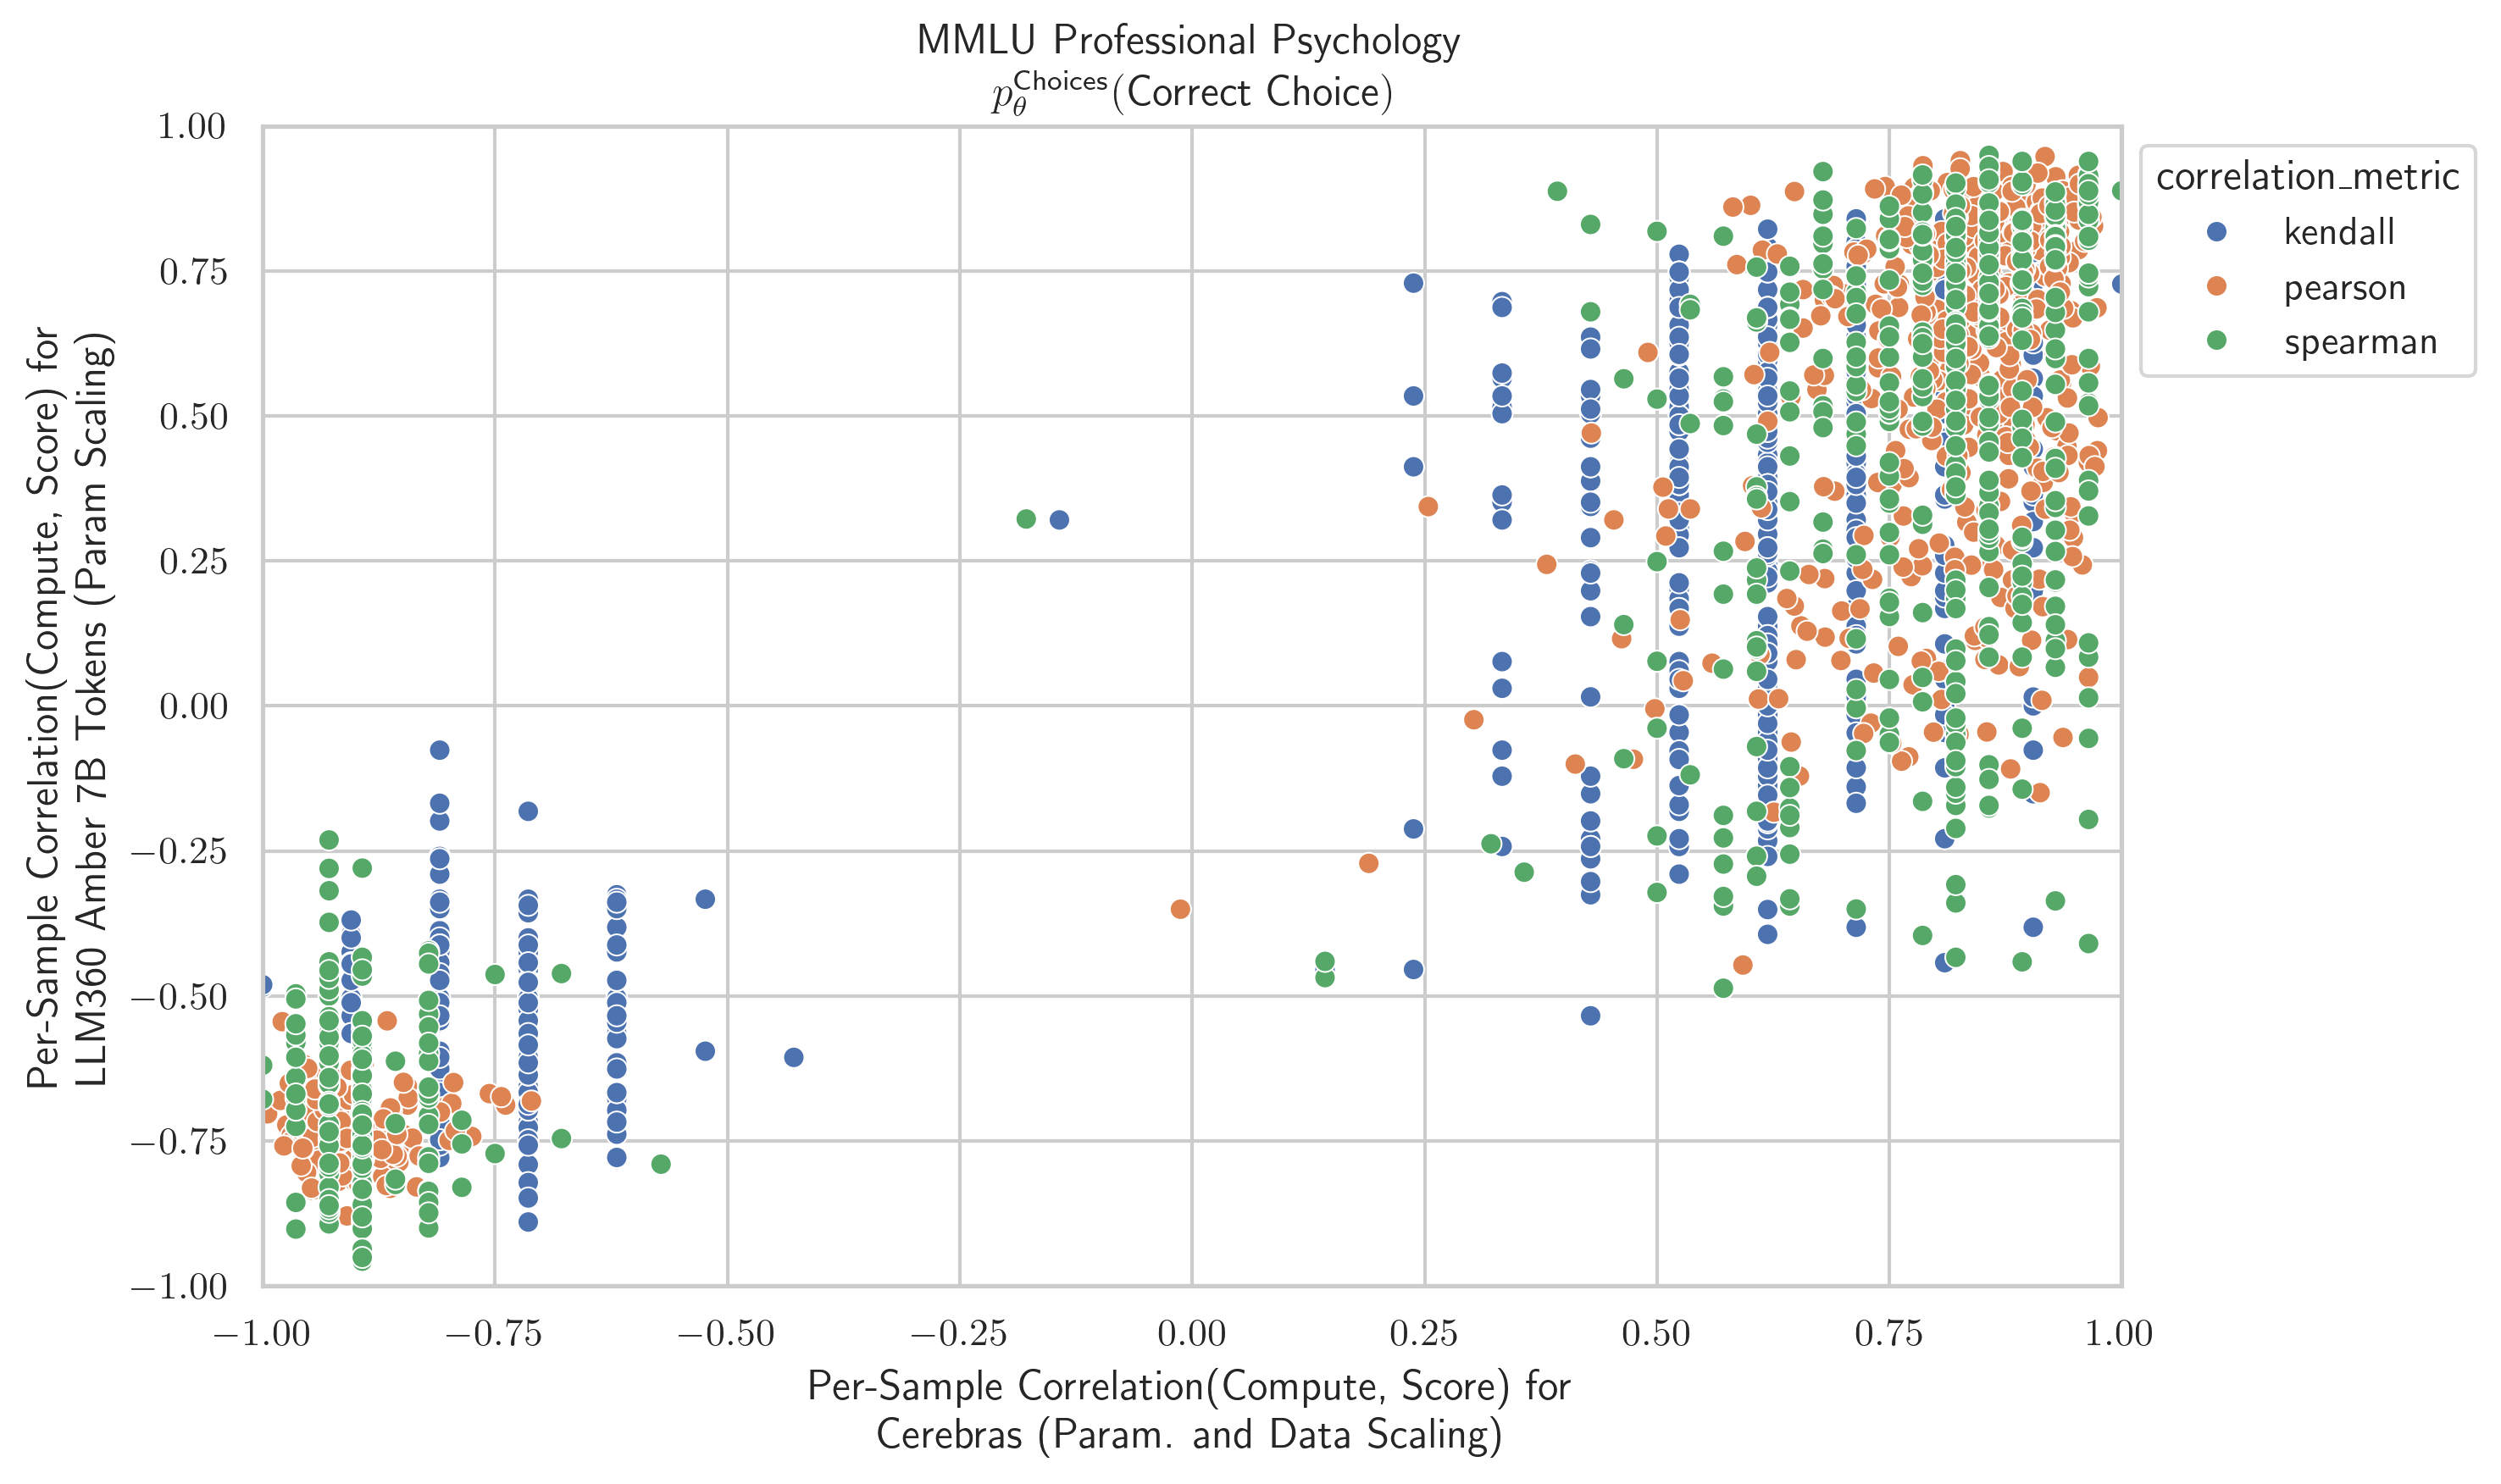 MMLU Professional Psychology
p_θ^Choices(Correct Choice)
1.00
0.75
0.50
0.25
0.00
−0.25
−0.50
−0.75
−1.00
Per-Sample Correlation(Compute, Score) for
LLM360 Amber 7B Tokens (Param Scaling)
−1.00
−0.75
−0.50
−0.25
0.00
0.25
0.50
0.75
1.00
Per-Sample Correlation(Compute, Score) for
Cerebras (Param. and Data Scaling)
correlation_metric
kendall
pearson
spearman